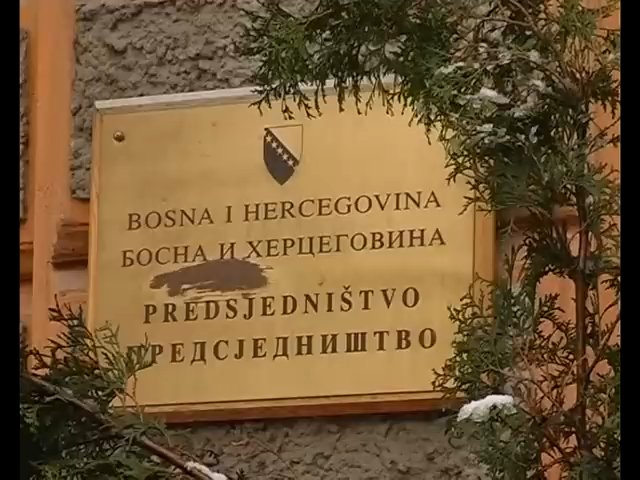 BOSNA I HERCEGOVINA
БОСНА И ХЕРЦЕГОВИНА
PREDSJEDNIŠTVO
ПРЕДСЈЕДНИШТВО